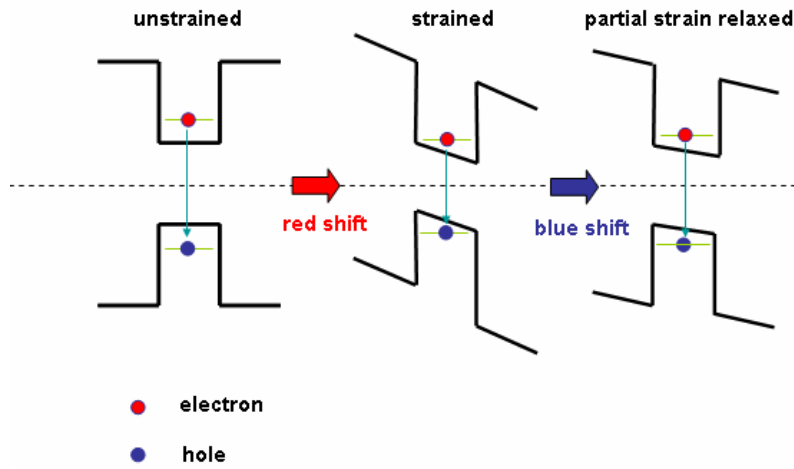 unstrained
strained
partial strain relaxed
red shift
blue shift
electron
hole